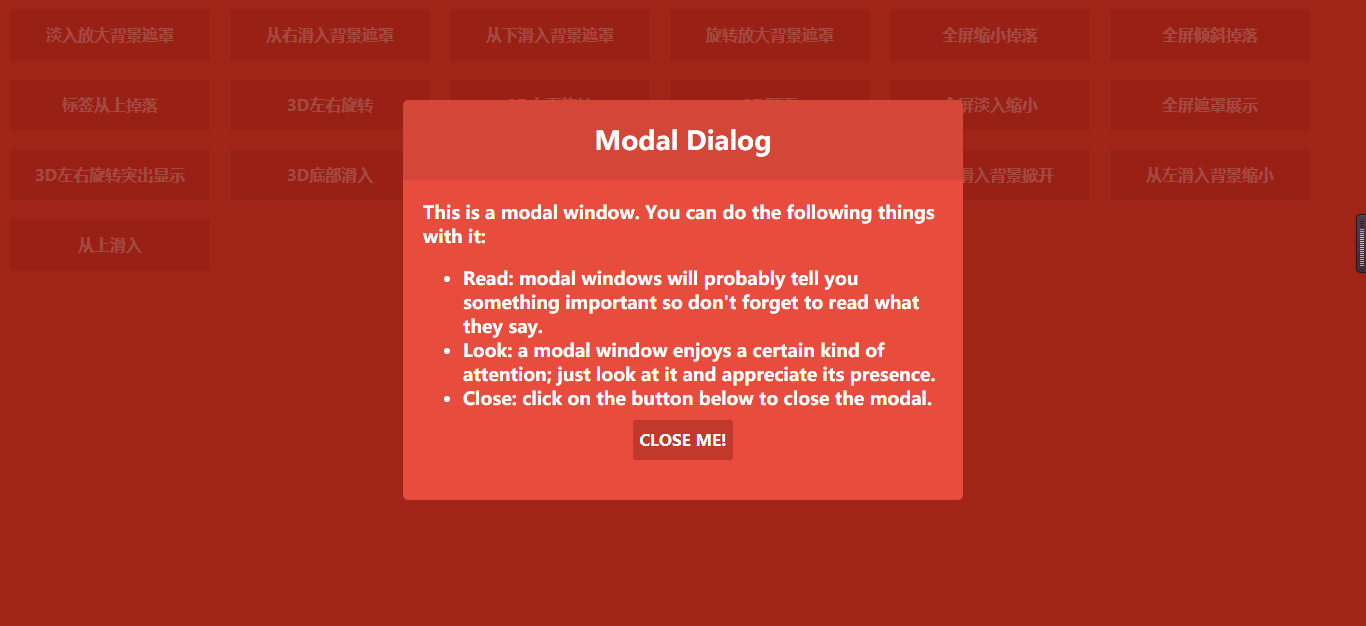 淡入放大背景遮罩 从右滑入背景遮罩 从下滑入背景遮罩 旋转放大背景遮罩 全屏缩小掉落 全屏倾斜掉落
标签从上掉落 3D左右旋转 全屏淡入缩小 全屏遮罩展示
3D左右旋转突出显示 3D底部滑入 滑入背景掀开 从左滑入背景缩小
从上滑入
Modal Dialog
This is a modal window. You can do the following things
with it:
• Read: modal windows will probably tell you
something important so don't forget to read what
they say.
• Look: a modal window enjoys a certain kind of
attention; just look at it and appreciate its presence.
• Close: click on the button below to close the modal.
CLOSE ME!